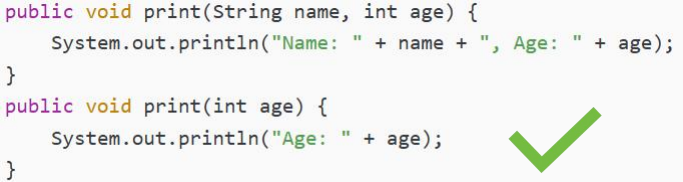 public void print(String name, int age) {
    System.out.println("Name: " + name + ", Age: " + age);
}
public void print(int age) {
    System.out.println("Age: " + age);
}